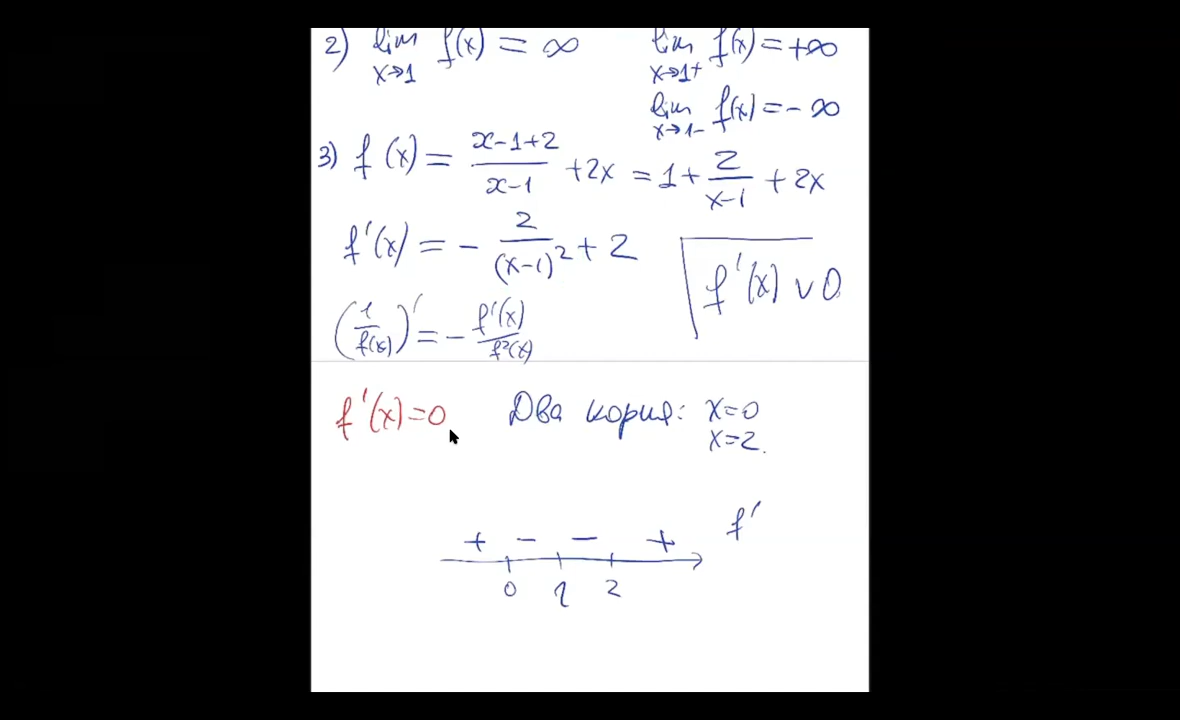 2) lim x→1 f(x) = ∞    lim x→1+ f(x) = +∞
lim x→1- f(x) = - ∞
3) f (x) = (x-1+2)/(x-1) + 2x = 1 + 2/(x-1) + 2x
f'(x) = - 2/(x-1)² + 2
f'(x) ∨ 0
(1/f(x))' = - f'(x)/f²(x)
f'(x)=0    Два корня: x=0
x=2.
+ - - +    f'
0 1 2